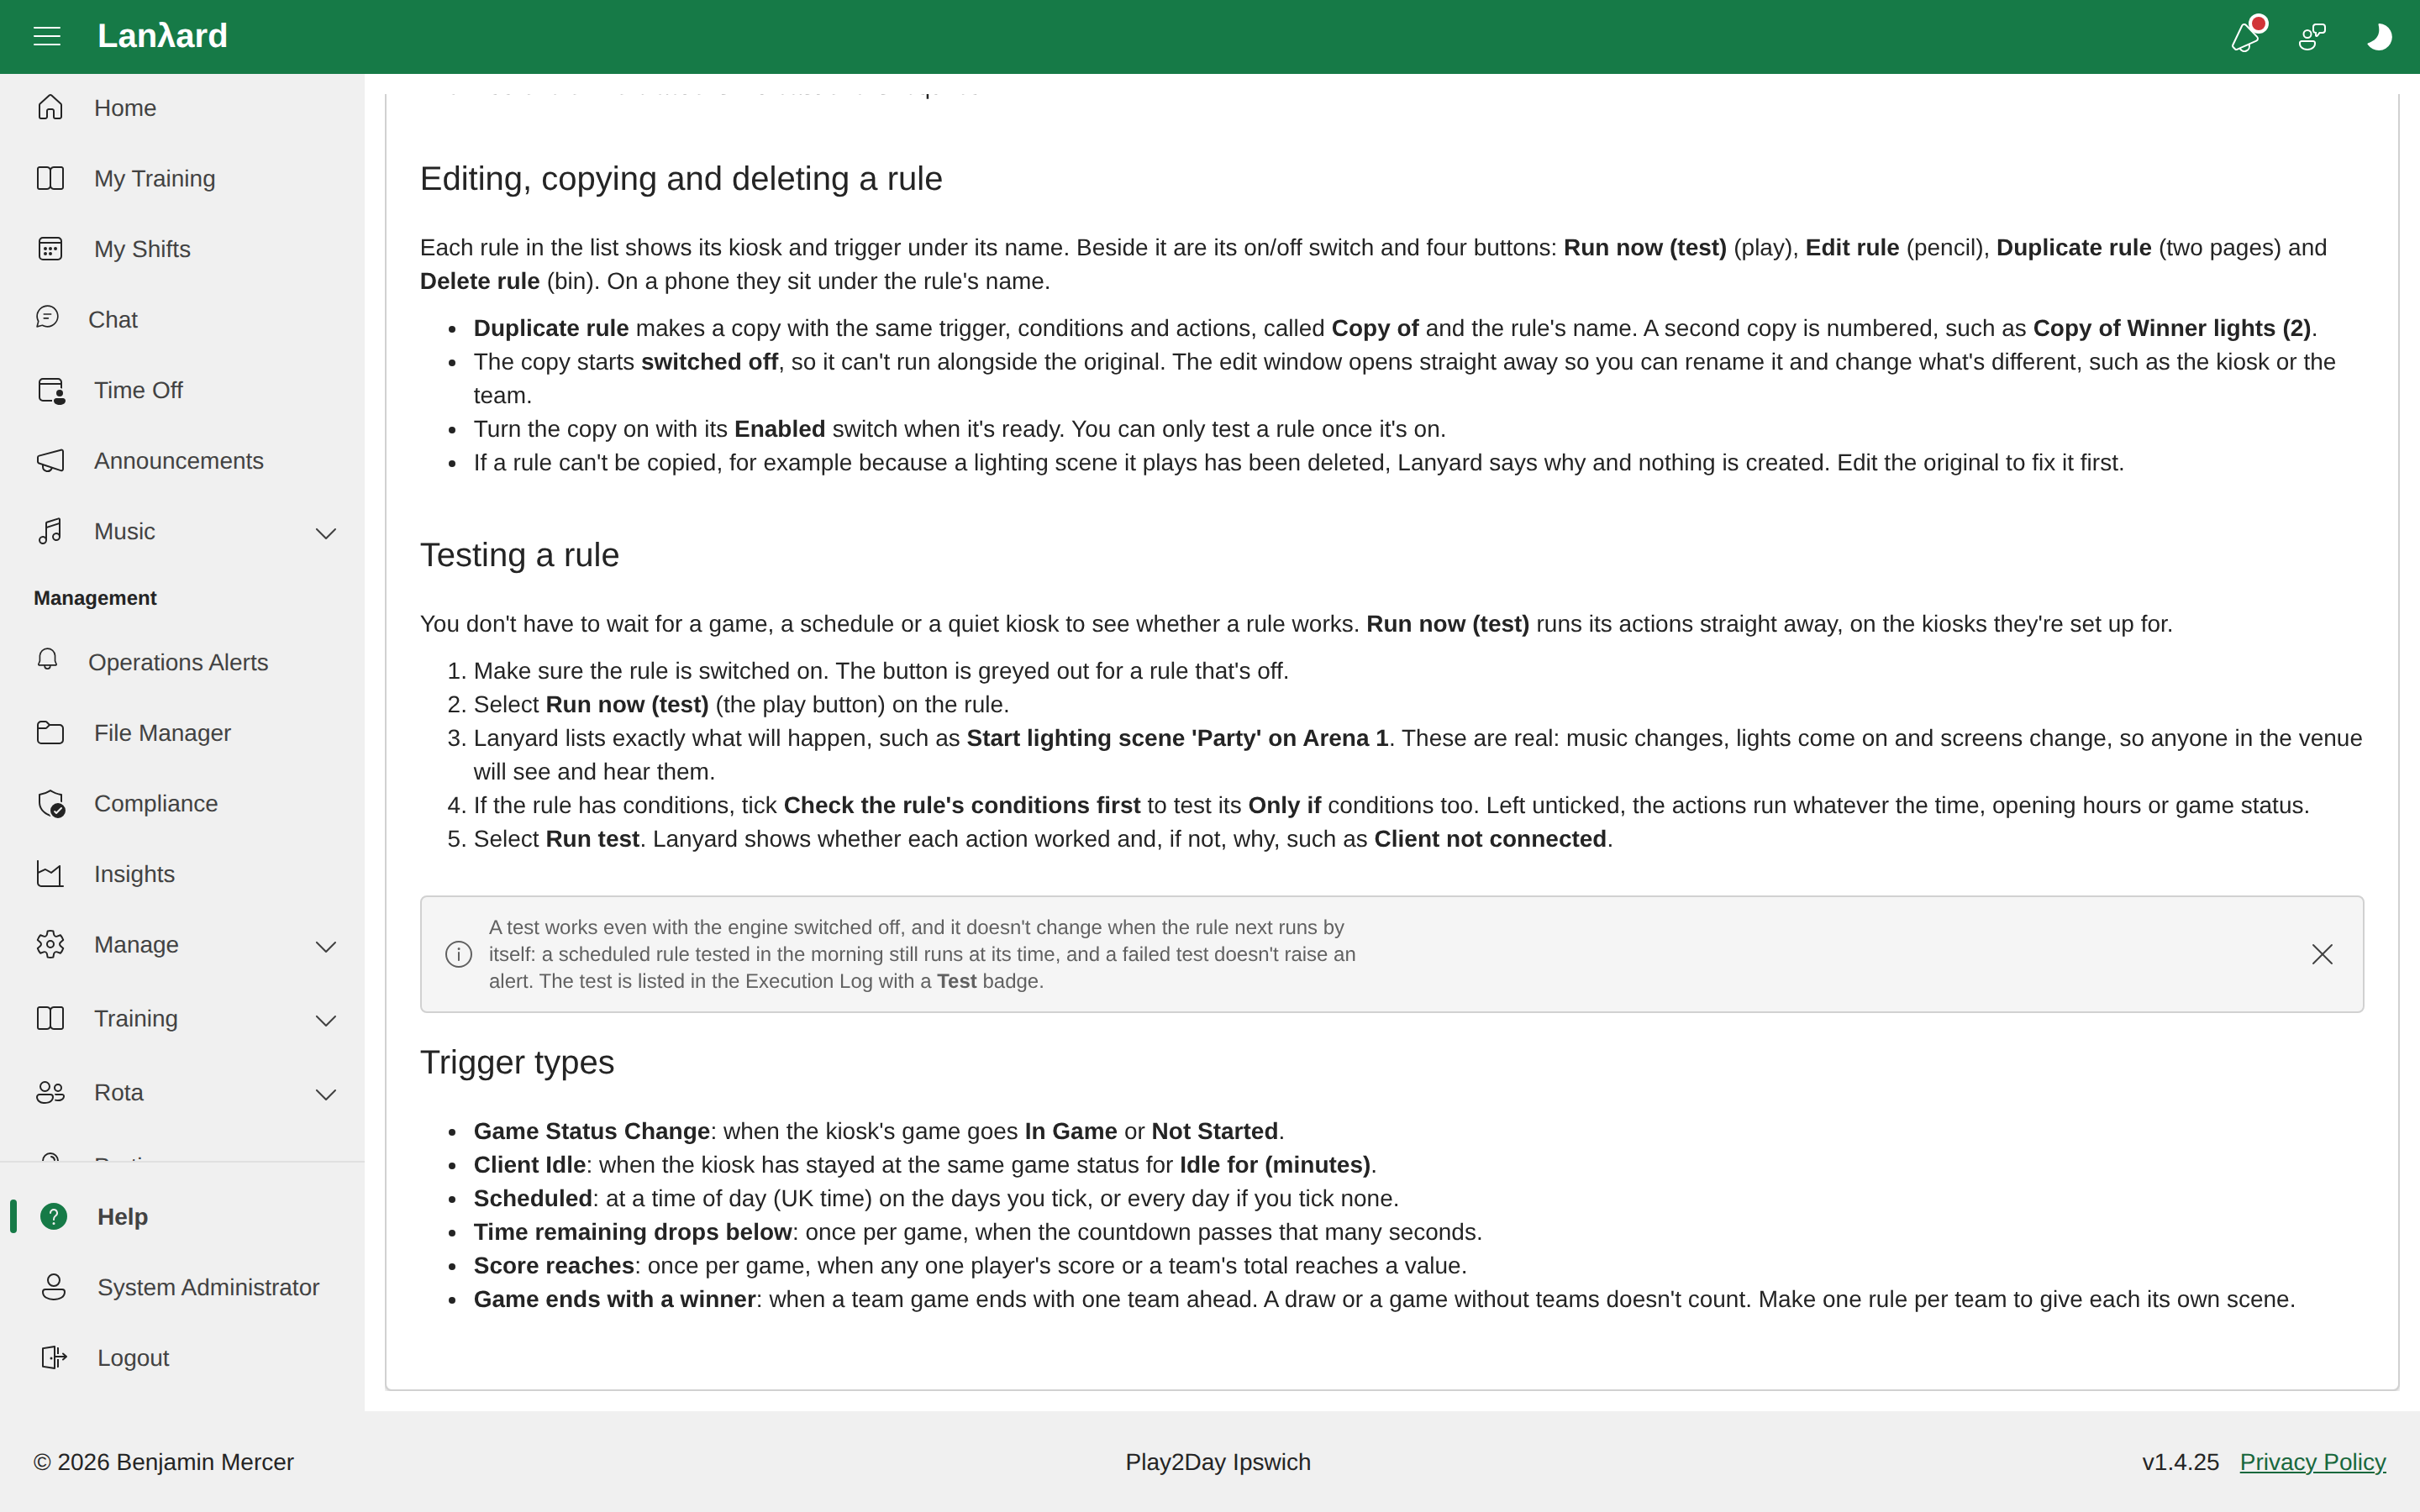 Lanλard
Home
My Training
My Shifts
Chat
Time Off
Announcements
Music
Management
Operations Alerts
File Manager
Compliance
Insights
Manage
Training
Rota
Help
System Administrator
Logout
Editing, copying and deleting a rule
Each rule in the list shows its kiosk and trigger under its name. Beside it are its on/off switch and four buttons: Run now (test) (play), Edit rule (pencil), Duplicate rule (two pages) and
Delete rule (bin). On a phone they sit under the rule's name.
• Duplicate rule makes a copy with the same trigger, conditions and actions, called Copy of and the rule's name. A second copy is numbered, such as Copy of Winner lights (2).
• The copy starts switched off, so it can't run alongside the original. The edit window opens straight away so you can rename it and change what's different, such as the kiosk or the
team.
• Turn the copy on with its Enabled switch when it's ready. You can only test a rule once it's on.
• If a rule can't be copied, for example because a lighting scene it plays has been deleted, Lanyard says why and nothing is created. Edit the original to fix it first.
Testing a rule
You don't have to wait for a game, a schedule or a quiet kiosk to see whether a rule works. Run now (test) runs its actions straight away, on the kiosks they're set up for.
1. Make sure the rule is switched on. The button is greyed out for a rule that's off.
2. Select Run now (test) (the play button) on the rule.
3. Lanyard lists exactly what will happen, such as Start lighting scene 'Party' on Arena 1. These are real: music changes, lights come on and screens change, so anyone in the venue
will see and hear them.
4. If the rule has conditions, tick Check the rule's conditions first to test its Only if conditions too. Left unticked, the actions run whatever the time, opening hours or game status.
5. Select Run test. Lanyard shows whether each action worked and, if not, why, such as Client not connected.
A test works even with the engine switched off, and it doesn't change when the rule next runs by
itself: a scheduled rule tested in the morning still runs at its time, and a failed test doesn't raise an
alert. The test is listed in the Execution Log with a Test badge.
Trigger types
• Game Status Change: when the kiosk's game goes In Game or Not Started.
• Client Idle: when the kiosk has stayed at the same game status for Idle for (minutes).
• Scheduled: at a time of day (UK time) on the days you tick, or every day if you tick none.
• Time remaining drops below: once per game, when the countdown passes that many seconds.
• Score reaches: once per game, when any one player's score or a team's total reaches a value.
• Game ends with a winner: when a team game ends with one team ahead. A draw or a game without teams doesn't count. Make one rule per team to give each its own scene.
© 2026 Benjamin Mercer
Play2Day Ipswich
v1.4.25 Privacy Policy